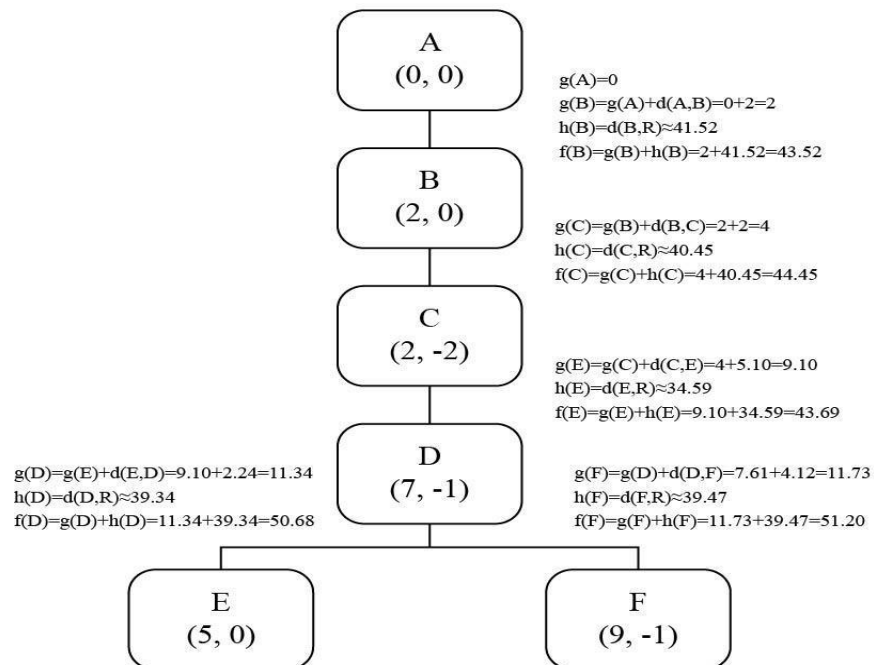 A
(0, 0)
g(A)=0
g(B)=g(A)+d(A,B)=0+2=2
h(B)=d(B,R)≈41.52
f(B)=g(B)+h(B)=2+41.52=43.52
B
(2, 0)
g(C)=g(B)+d(B,C)=2+2=4
h(C)=d(C,R)≈40.45
f(C)=g(C)+h(C)=4+40.45=44.45
C
(2, -2)
g(E)=g(C)+d(C,E)=4+5.10=9.10
h(E)=d(E,R)≈34.59
f(E)=g(E)+h(E)=9.10+34.59=43.69
D
(7, -1)
g(D)=g(E)+d(E,D)=9.10+2.24=11.34
h(D)=d(D,R)≈39.34
f(D)=g(D)+h(D)=11.34+39.34=50.68
g(F)=g(D)+d(D,F)=7.61+4.12=11.73
h(F)=d(F,R)≈39.47
f(F)=g(F)+h(F)=11.73+39.47=51.20
E
(5, 0)
F
(9, -1)